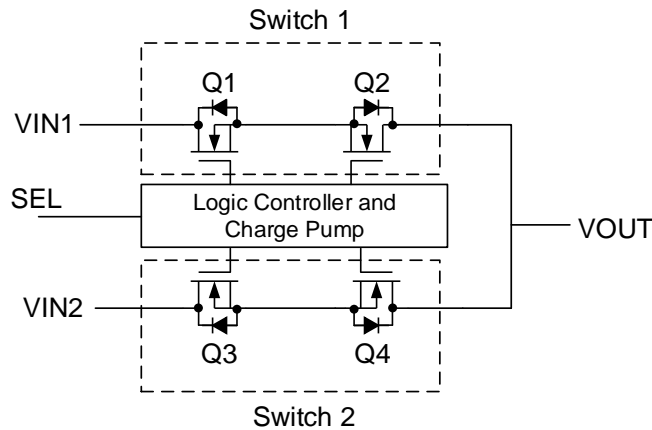 Switch 1
Q1
Q2
VIN1
SEL
Logic Controller and
Charge Pump
VOUT
VIN2
Q3
Q4
Switch 2